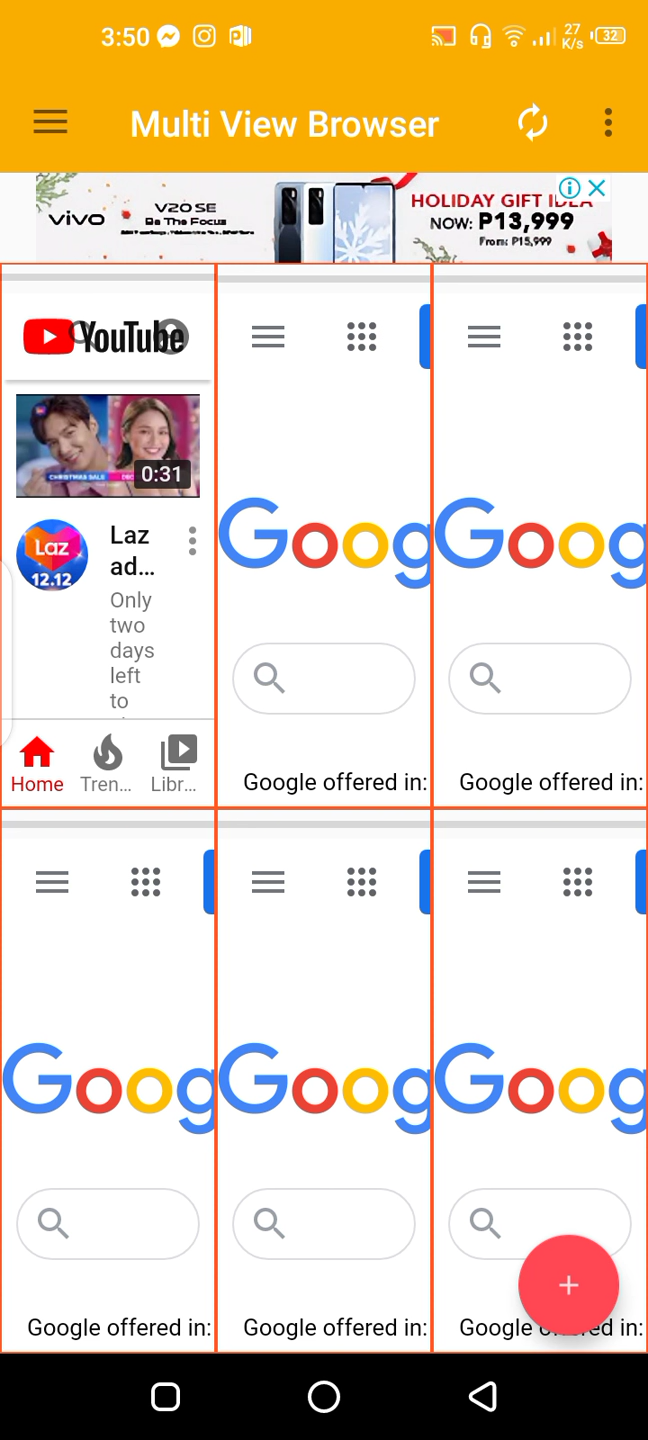 3:50
27
K/s
32
Multi View Browser
vivo
V20 SE
Be The Focus
HOLIDAY GIFT IDEA
NOW: P13,999
From: P15,999
YouTube
CHRISTMAS SALE
0:31
Laz
12.12
Laz
ad...
Only
two
days
left
to
Home
Tren...
Libr...
Goog
Google offered in:
Goog
Google offered in:
Goog
Google offered in:
Goog
Google offered in:
Goog
Google offered in: